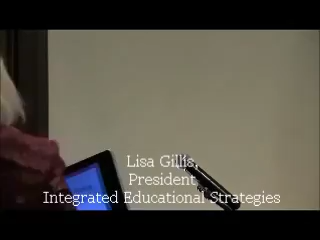 Lisa Gillis,
President
Integrated Educational Strategies